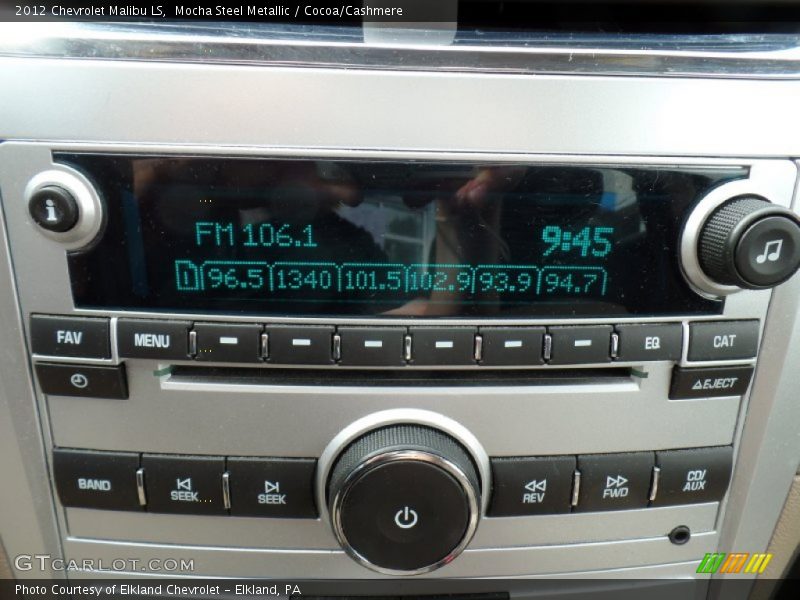 2012 Chevrolet Malibu LS, Mocha Steel Metallic / Cocoa/Cashmere
i
FM 106.1 9:45
1 96.5 1340 101.5 102.9 93.9 94.7
FAV MENU EQ CAT
EJECT
BAND SEEK SEEK REV FWD CD/
AUX
GTCARLOT.COM
Photo Courtesy of Elkland Chevrolet - Elkland, PA